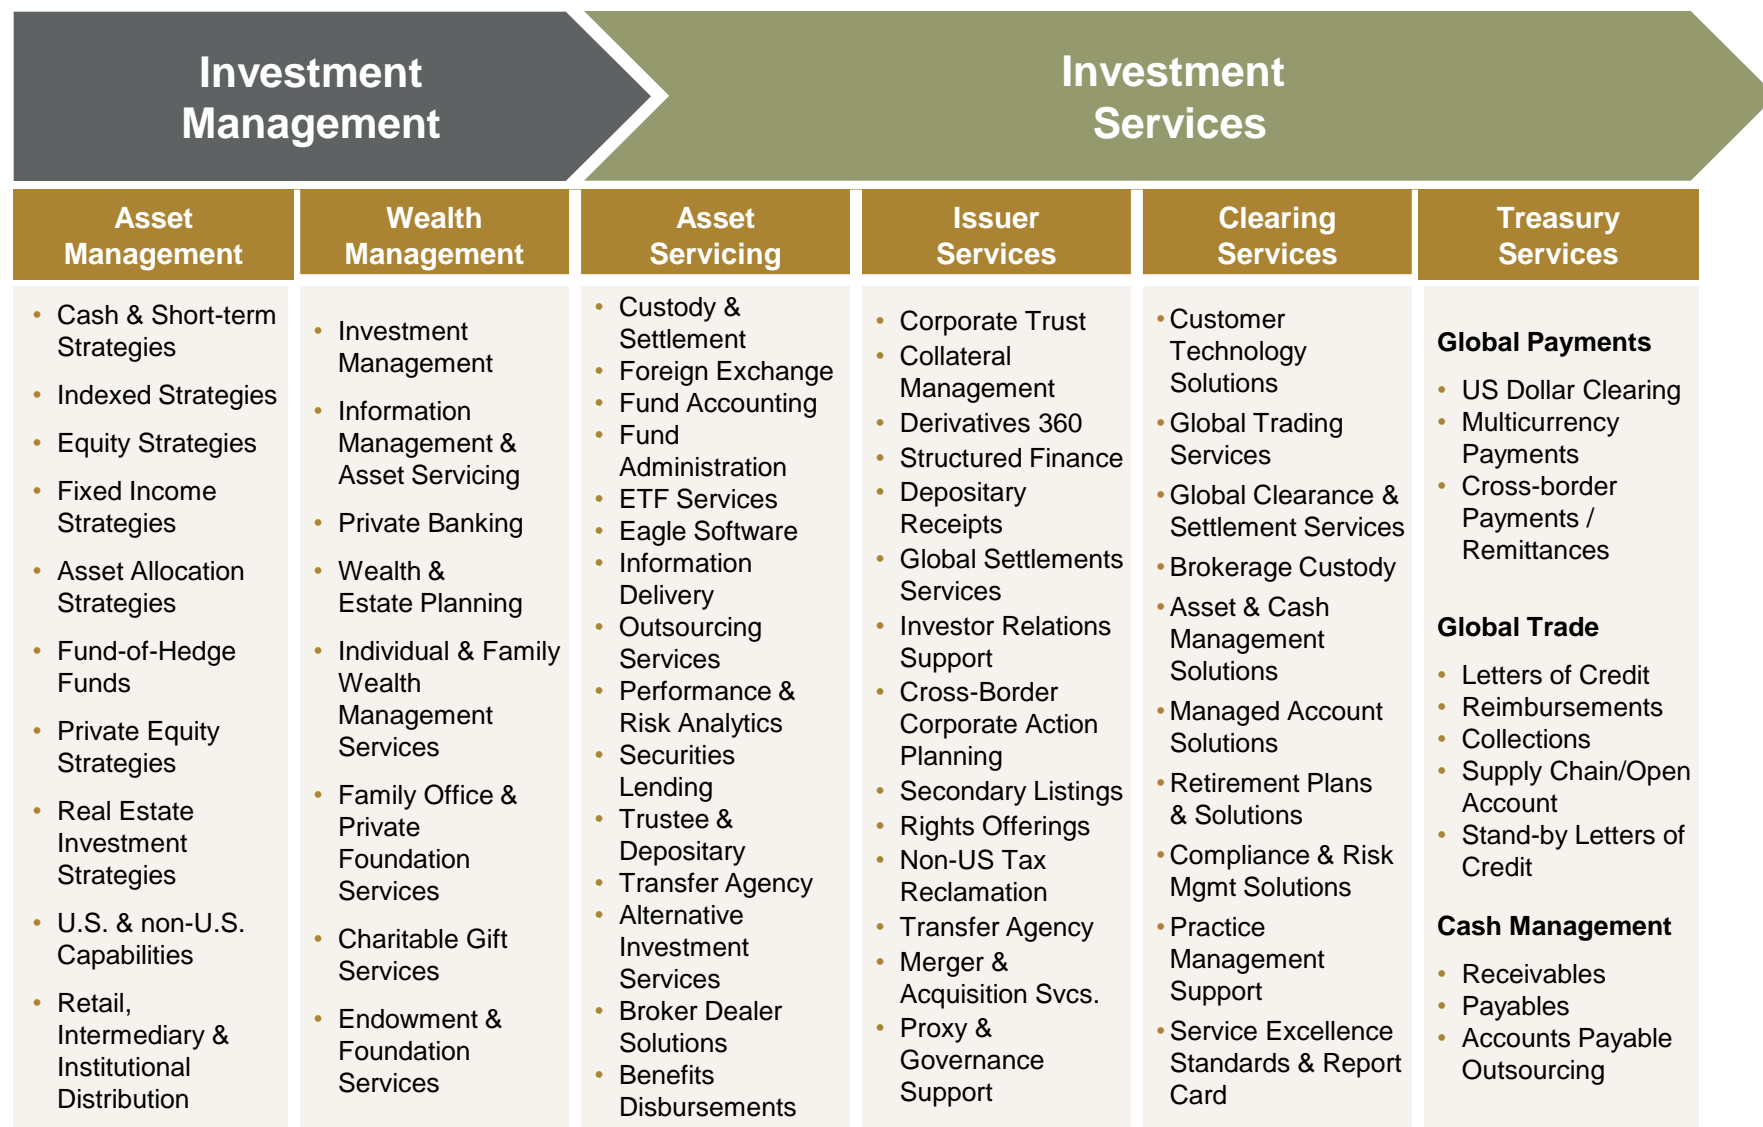 Investment
Management
Investment
Services
Asset
Management
• Cash & Short-term
Strategies
• Indexed Strategies
• Equity Strategies
• Fixed Income
Strategies
• Asset Allocation
Strategies
• Fund-of-Hedge
Funds
• Private Equity
Strategies
• Real Estate
Investment
Strategies
• U.S. & non-U.S.
Capabilities
• Retail,
Intermediary &
Institutional
Distribution
Wealth
Management
• Investment
Management
• Information
Management &
Asset Servicing
• Private Banking
• Wealth &
Estate Planning
• Individual & Family
Wealth
Management
Services
• Family Office &
Private
Foundation
Services
• Charitable Gift
Services
• Endowment &
Foundation
Services
Asset
Servicing
• Custody &
Settlement
• Foreign Exchange
• Fund Accounting
• Fund
Administration
• ETF Services
• Eagle Software
• Information
Delivery
• Outsourcing
Services
• Performance &
Risk Analytics
• Securities
Lending
• Trustee &
Depositary
• Transfer Agency
• Alternative
Investment
Services
• Broker Dealer
Solutions
• Benefits
Disbursements
Issuer
Services
• Corporate Trust
• Collateral
Management
• Derivatives 360
• Structured Finance
• Depositary
Receipts
• Global Settlements
Services
• Investor Relations
Support
• Cross-Border
Corporate Action
Planning
• Secondary Listings
• Rights Offerings
• Non-US Tax
Reclamation
• Transfer Agency
• Merger &
Acquisition Svcs.
• Proxy &
Governance
Support
Clearing
Services
• Customer
Technology
Solutions
• Global Trading
Services
• Global Clearance &
Settlement Services
• Brokerage Custody
• Asset & Cash
Management
Solutions
• Managed Account
Solutions
• Retirement Plans
& Solutions
• Compliance & Risk
Mgmt Solutions
• Practice
Management
Support
• Service Excellence
Standards & Report
Card
Treasury
Services
Global Payments
• US Dollar Clearing
• Multicurrency
Payments
• Cross-border
Payments /
Remittances
Global Trade
• Letters of Credit
• Reimbursements
• Collections
• Supply Chain/Open
Account
• Stand-by Letters of
Credit
Cash Management
• Receivables
• Payables
• Accounts Payable
Outsourcing